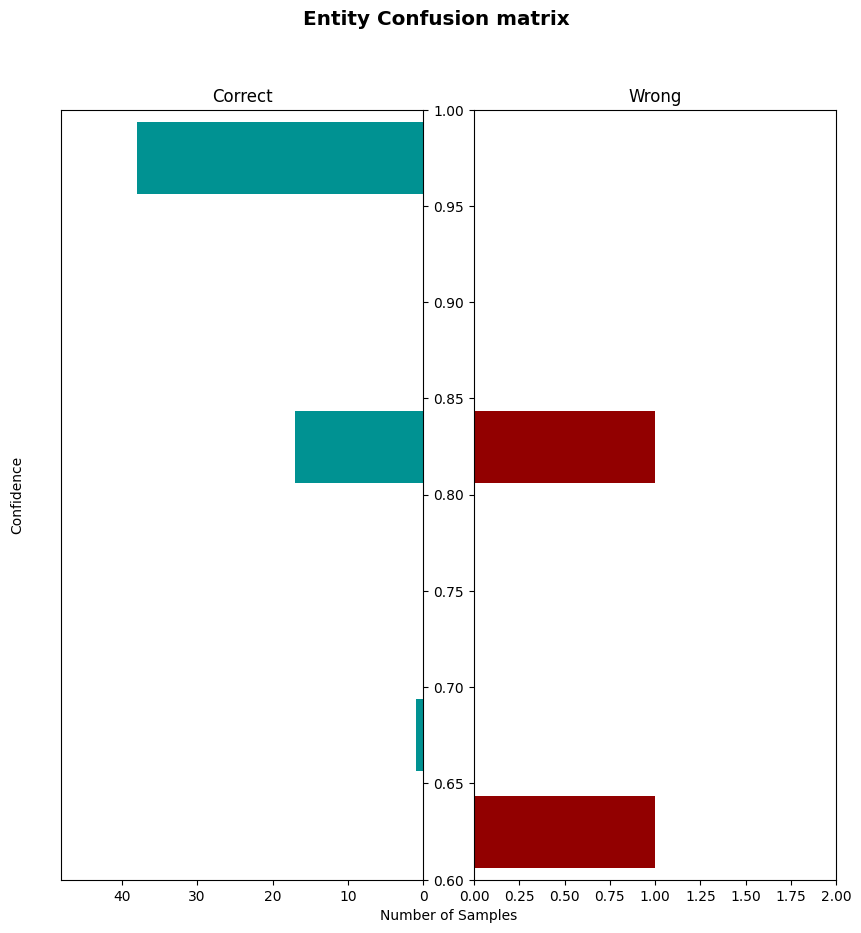 Entity Confusion matrix
Correct
Wrong
Confidence
1.00
0.95
0.90
0.85
0.80
0.75
0.70
0.65
0.60
40 30 20 10 0
0.00 0.25 0.50 0.75 1.00 1.25 1.50 1.75 2.00
Number of Samples